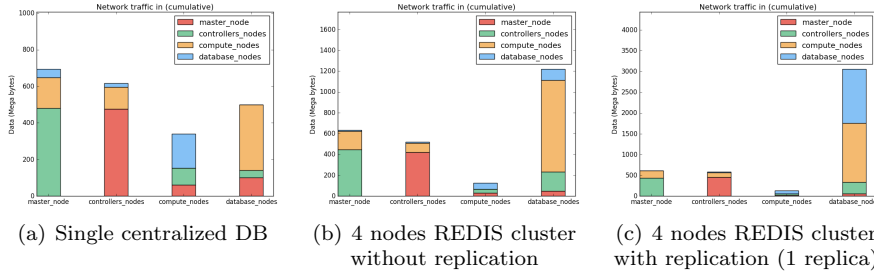 Network traffic in (cumulative)
Data (Mega bytes)
1000
800
600
400
200
0
master_node
controllers_nodes
compute_nodes
database_nodes
master_node
controllers_nodes
compute_nodes
database_nodes
(a) Single centralized DB
Network traffic in (cumulative)
Data (Mega bytes)
1600
1400
1200
1000
800
600
400
200
0
master_node
controllers_nodes
compute_nodes
database_nodes
master_node
controllers_nodes
compute_nodes
database_nodes
(b) 4 nodes REDIS cluster
without replication
Network traffic in (cumulative)
Data (Mega bytes)
4000
3500
3000
2500
2000
1500
1000
500
0
master_node
controllers_nodes
compute_nodes
database_nodes
master_node
controllers_nodes
compute_nodes
database_nodes
(c) 4 nodes REDIS cluster
with replication (1 replica)